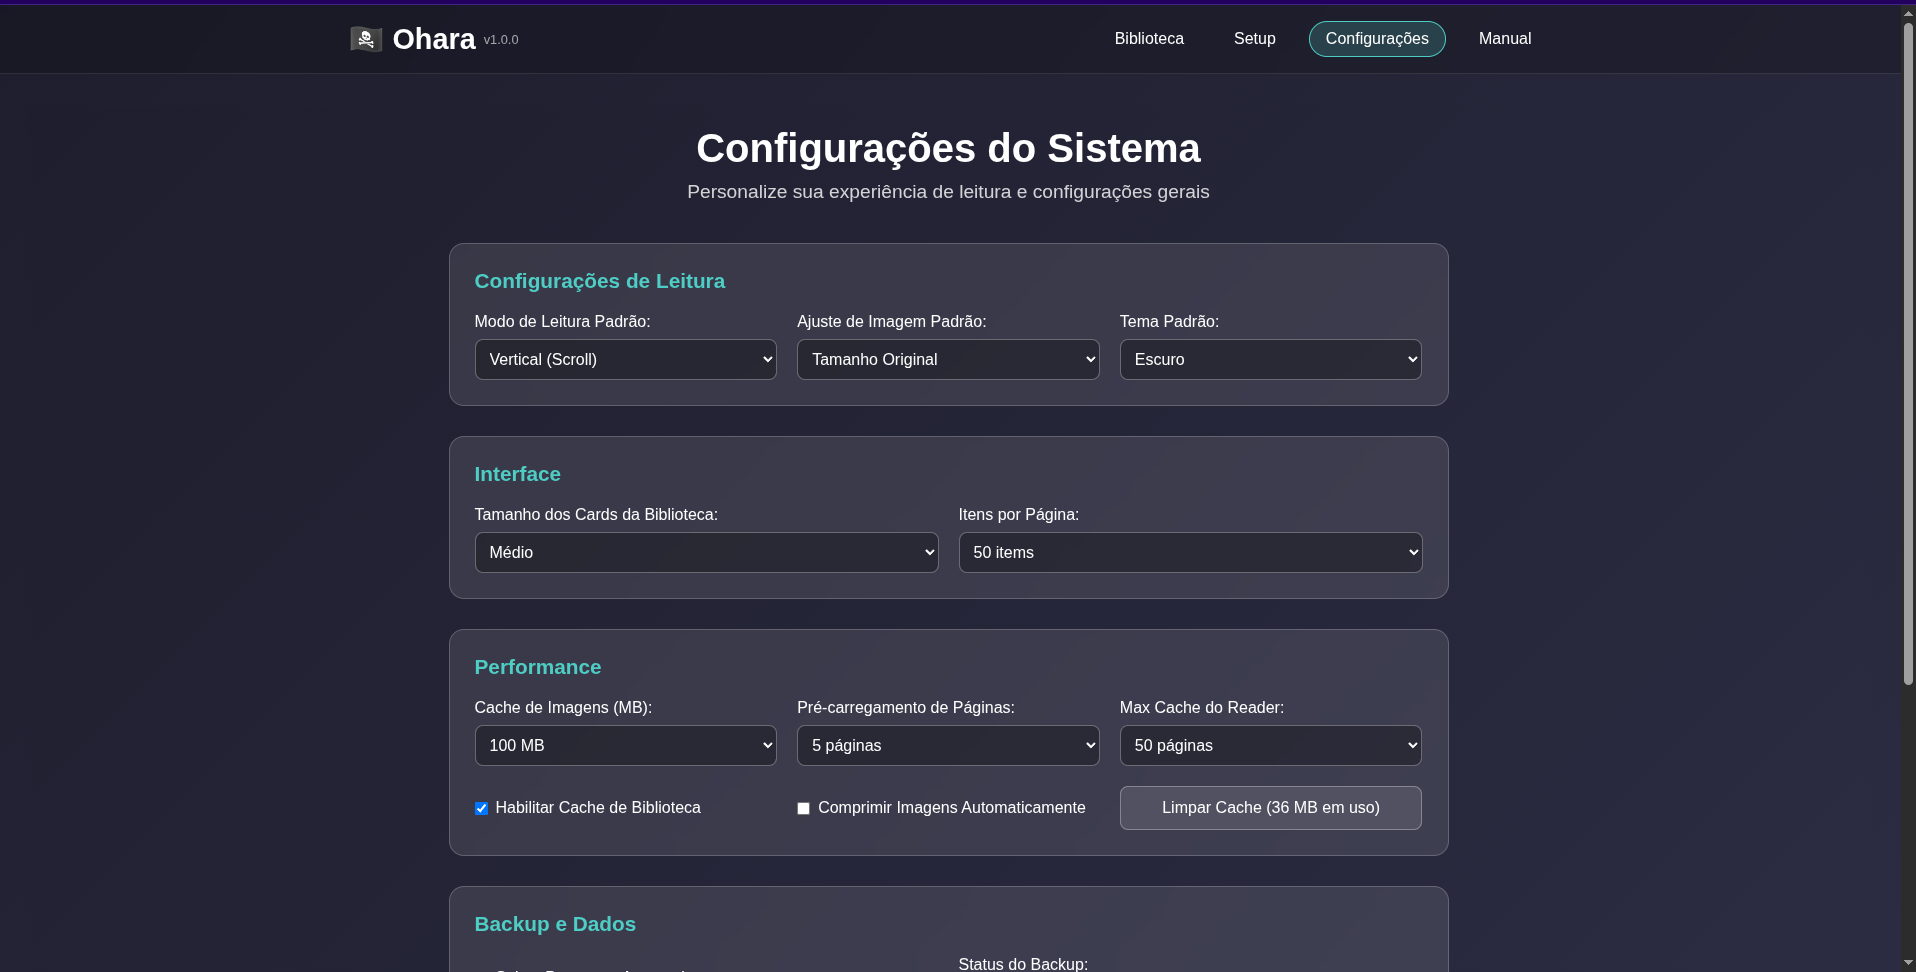 Ohara v1.0.0
Biblioteca
Setup
Configurações
Manual
Configurações do Sistema
Personalize sua experiência de leitura e configurações gerais
Configurações de Leitura
Modo de Leitura Padrão:
Vertical (Scroll)
Ajuste de Imagem Padrão:
Tamanho Original
Tema Padrão:
Escuro
Interface
Tamanho dos Cards da Biblioteca:
Médio
Itens por Página:
50 items
Performance
Cache de Imagens (MB):
100 MB
Pré-carregamento de Páginas:
5 páginas
Max Cache do Reader:
50 páginas
Habilitar Cache de Biblioteca
Comprimir Imagens Automaticamente
Limpar Cache (36 MB em uso)
Backup e Dados
Status do Backup: